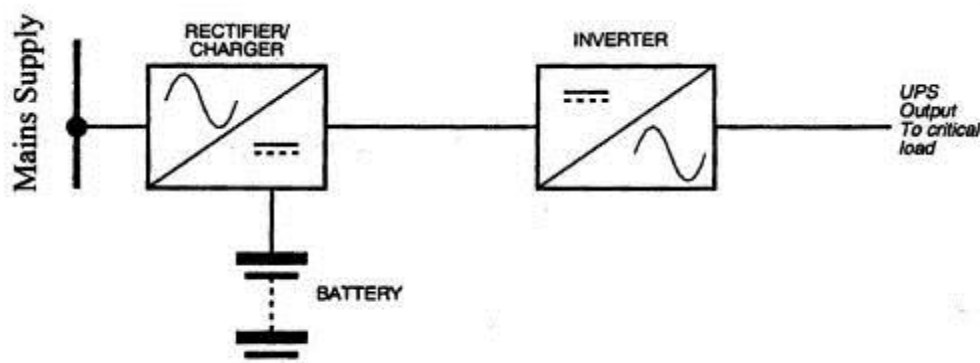 Mains Supply
RECTIFIER/
CHARGER
INVERTER
UPS
Output
To critical
load
BATTERY